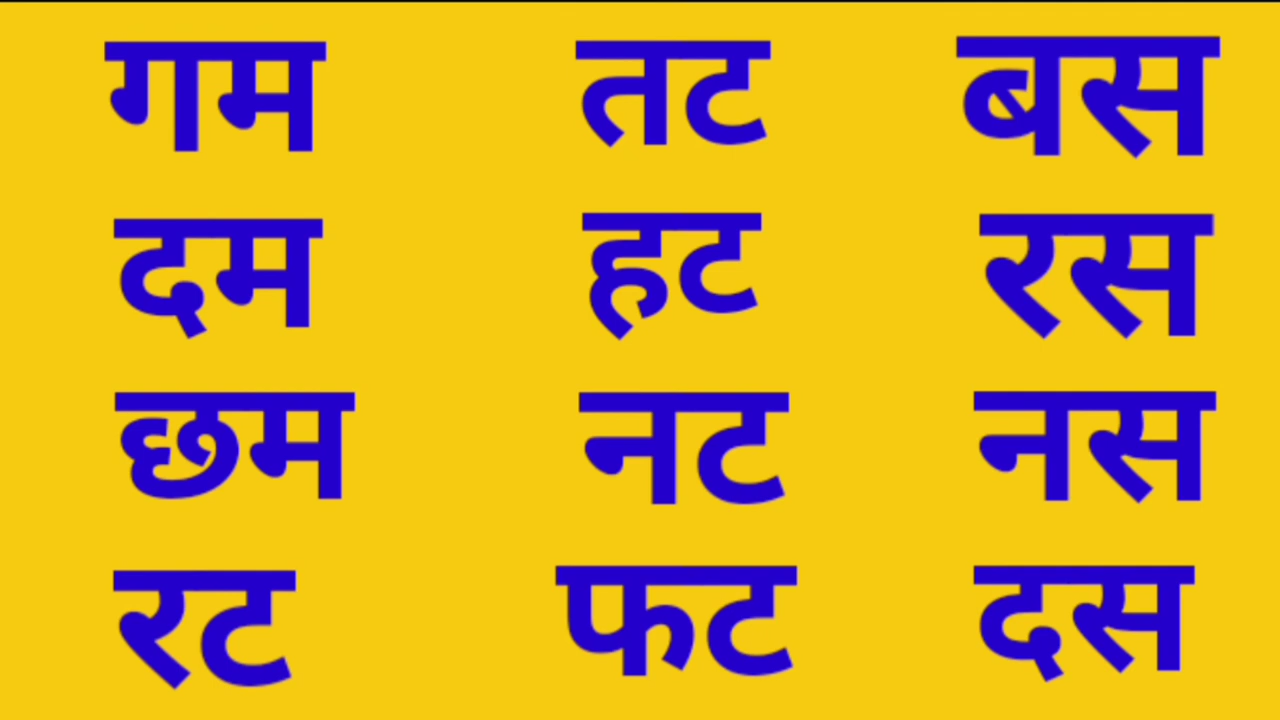 गम तट बस
दम हट रस
छम नट नस
रट फट दस